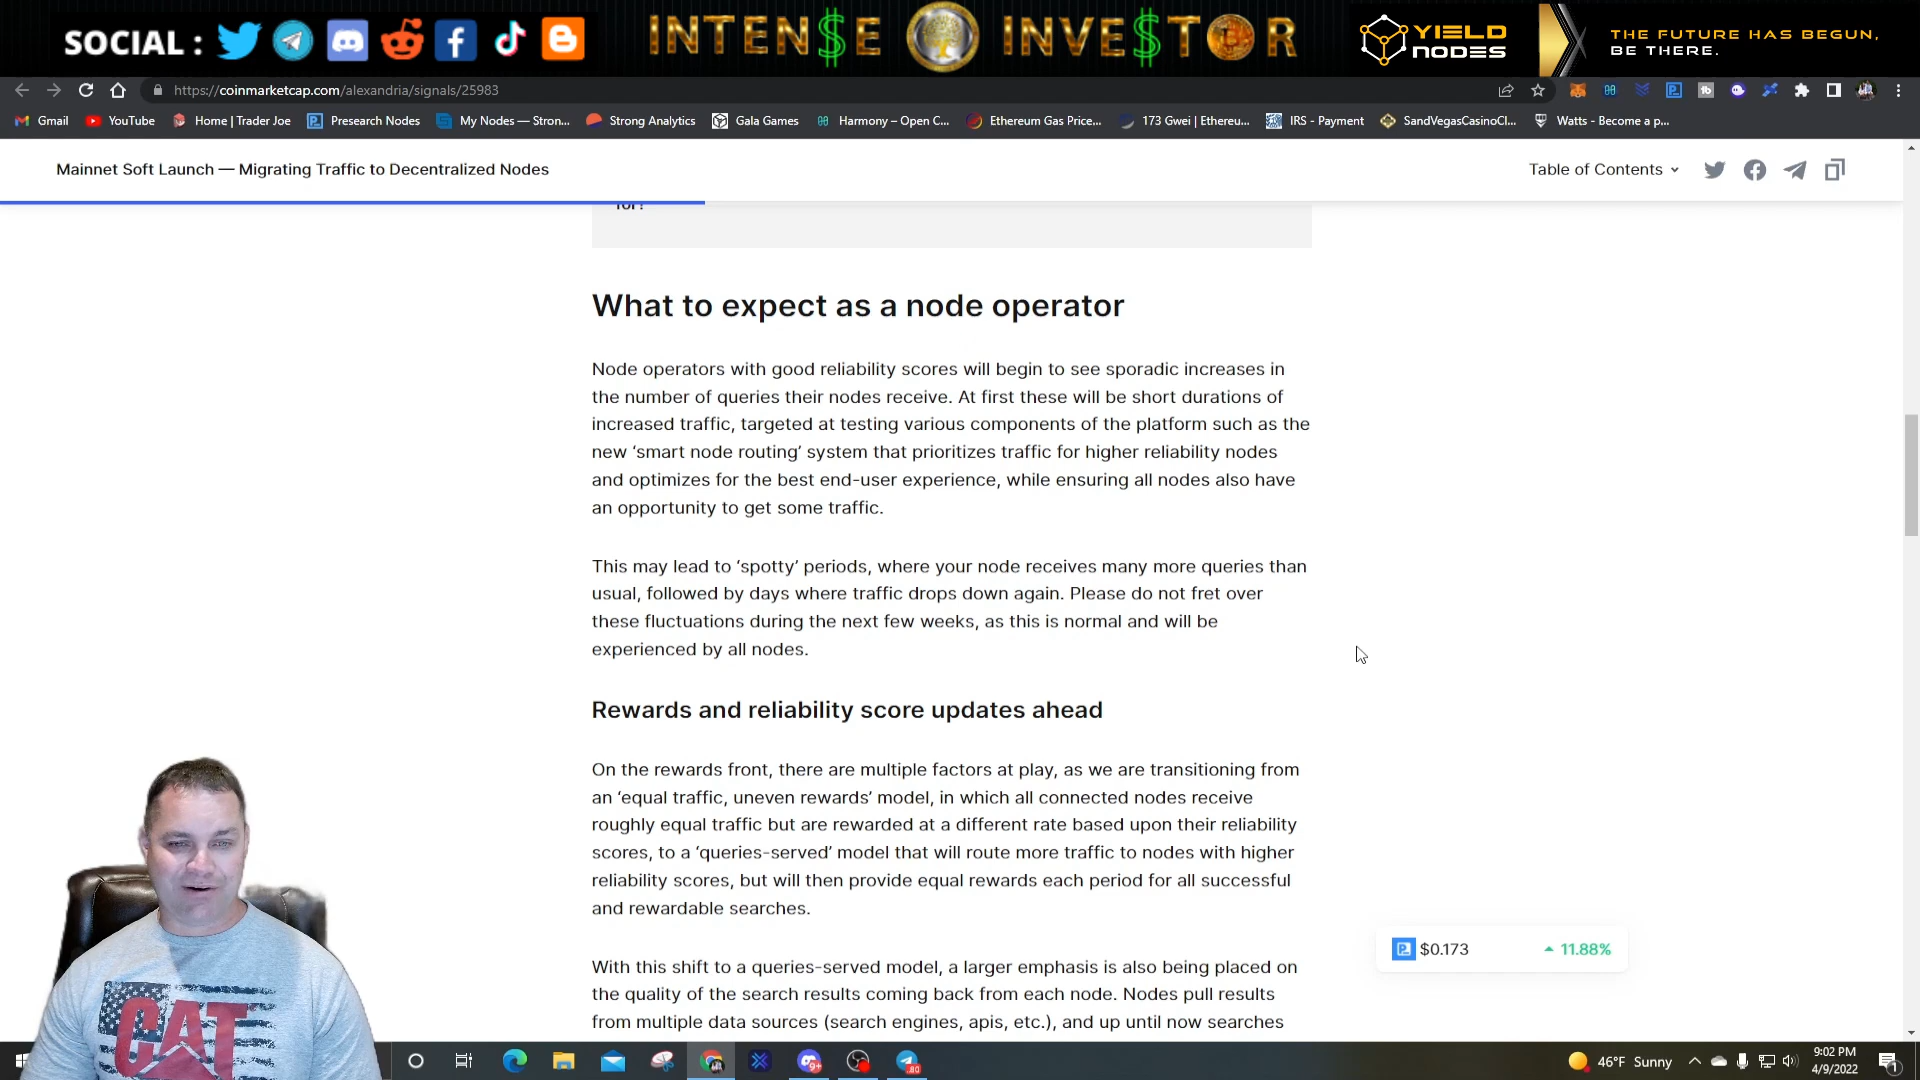 SOCIAL :
INTEN$E INVE$TOR
YIELD NODES
THE FUTURE HAS BEGUN,
BE THERE.
https://coinmarketcap.com/alexandria/signals/25983
Gmail YouTube Home | Trader Joe Presearch Nodes My Nodes — Stron... Strong Analytics Gala Games Harmony – Open C... Ethereum Gas Price... 173 Gwei | Ethereu... IRS - Payment SandVegasCasinoCl... Watts - Become a p...
Mainnet Soft Launch — Migrating Traffic to Decentralized Nodes
Table of Contents
for!
What to expect as a node operator
Node operators with good reliability scores will begin to see sporadic increases in
the number of queries their nodes receive. At first these will be short durations of
increased traffic, targeted at testing various components of the platform such as the
new ‘smart node routing’ system that prioritizes traffic for higher reliability nodes
and optimizes for the best end-user experience, while ensuring all nodes also have
an opportunity to get some traffic.
This may lead to ‘spotty’ periods, where your node receives many more queries than
usual, followed by days where traffic drops down again. Please do not fret over
these fluctuations during the next few weeks, as this is normal and will be
experienced by all nodes.
Rewards and reliability score updates ahead
On the rewards front, there are multiple factors at play, as we are transitioning from
an ‘equal traffic, uneven rewards’ model, in which all connected nodes receive
roughly equal traffic but are rewarded at a different rate based upon their reliability
scores, to a ‘queries-served’ model that will route more traffic to nodes with higher
reliability scores, but will then provide equal rewards each period for all successful
and rewardable searches.
$0.173 11.88%
With this shift to a queries-served model, a larger emphasis is also being placed on
the quality of the search results coming back from each node. Nodes pull results
from multiple data sources (search engines, apis, etc.), and up until now searches
CAT
46°F Sunny
9:02 PM
4/9/2022